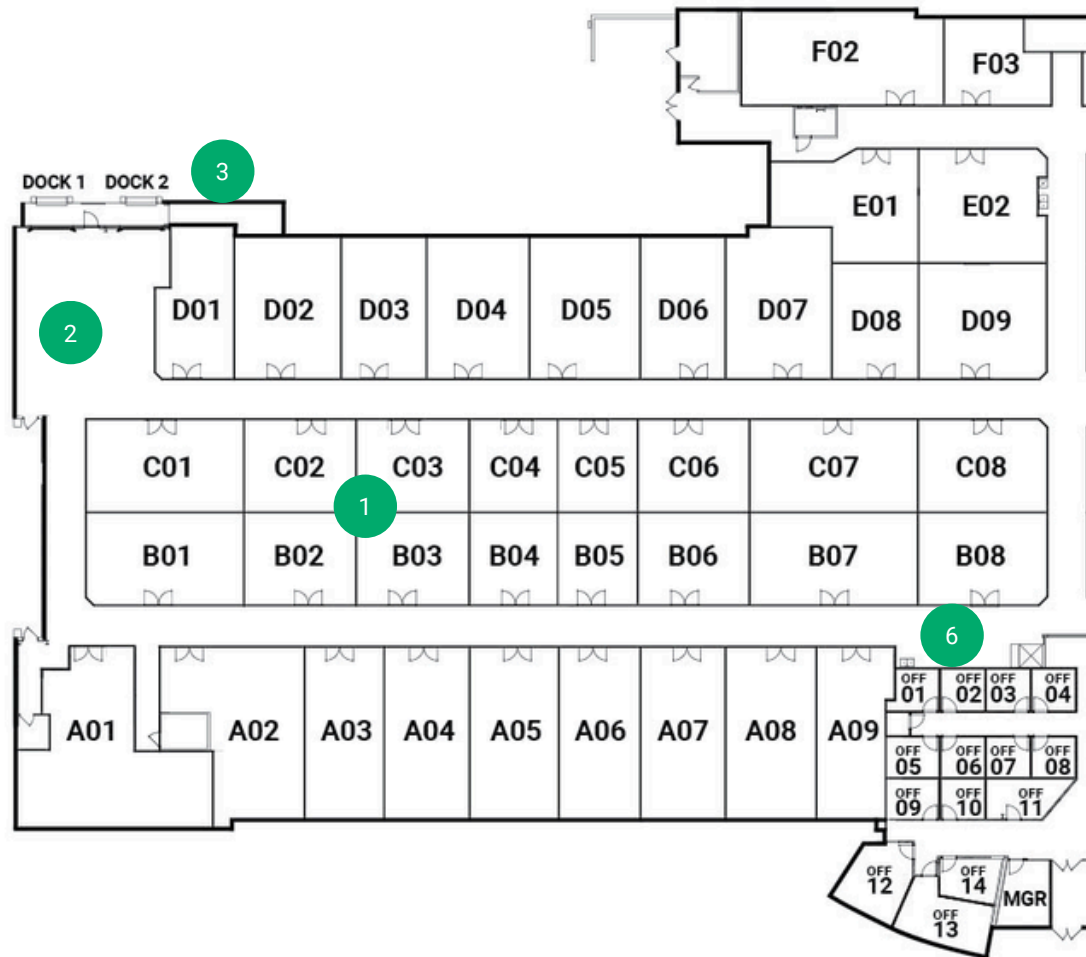 F02
F03
3
DOCK 1 DOCK 2
E01 E02
2
D01 D02 D03 D04 D05 D06 D07 D08 D09
C01 C02 C03 C04 C05 C06 C07 C08
1
B01 B02 B03 B04 B05 B06 B07 B08
6
OFF 01
OFF 02
OFF 03
OFF 04
A01 A02 A03 A04 A05 A06 A07 A08 A09
OFF 05
OFF 06
OFF 07
OFF 08
OFF 09
OFF 10
OFF 11
OFF 12
OFF 14
MGR
OFF 13